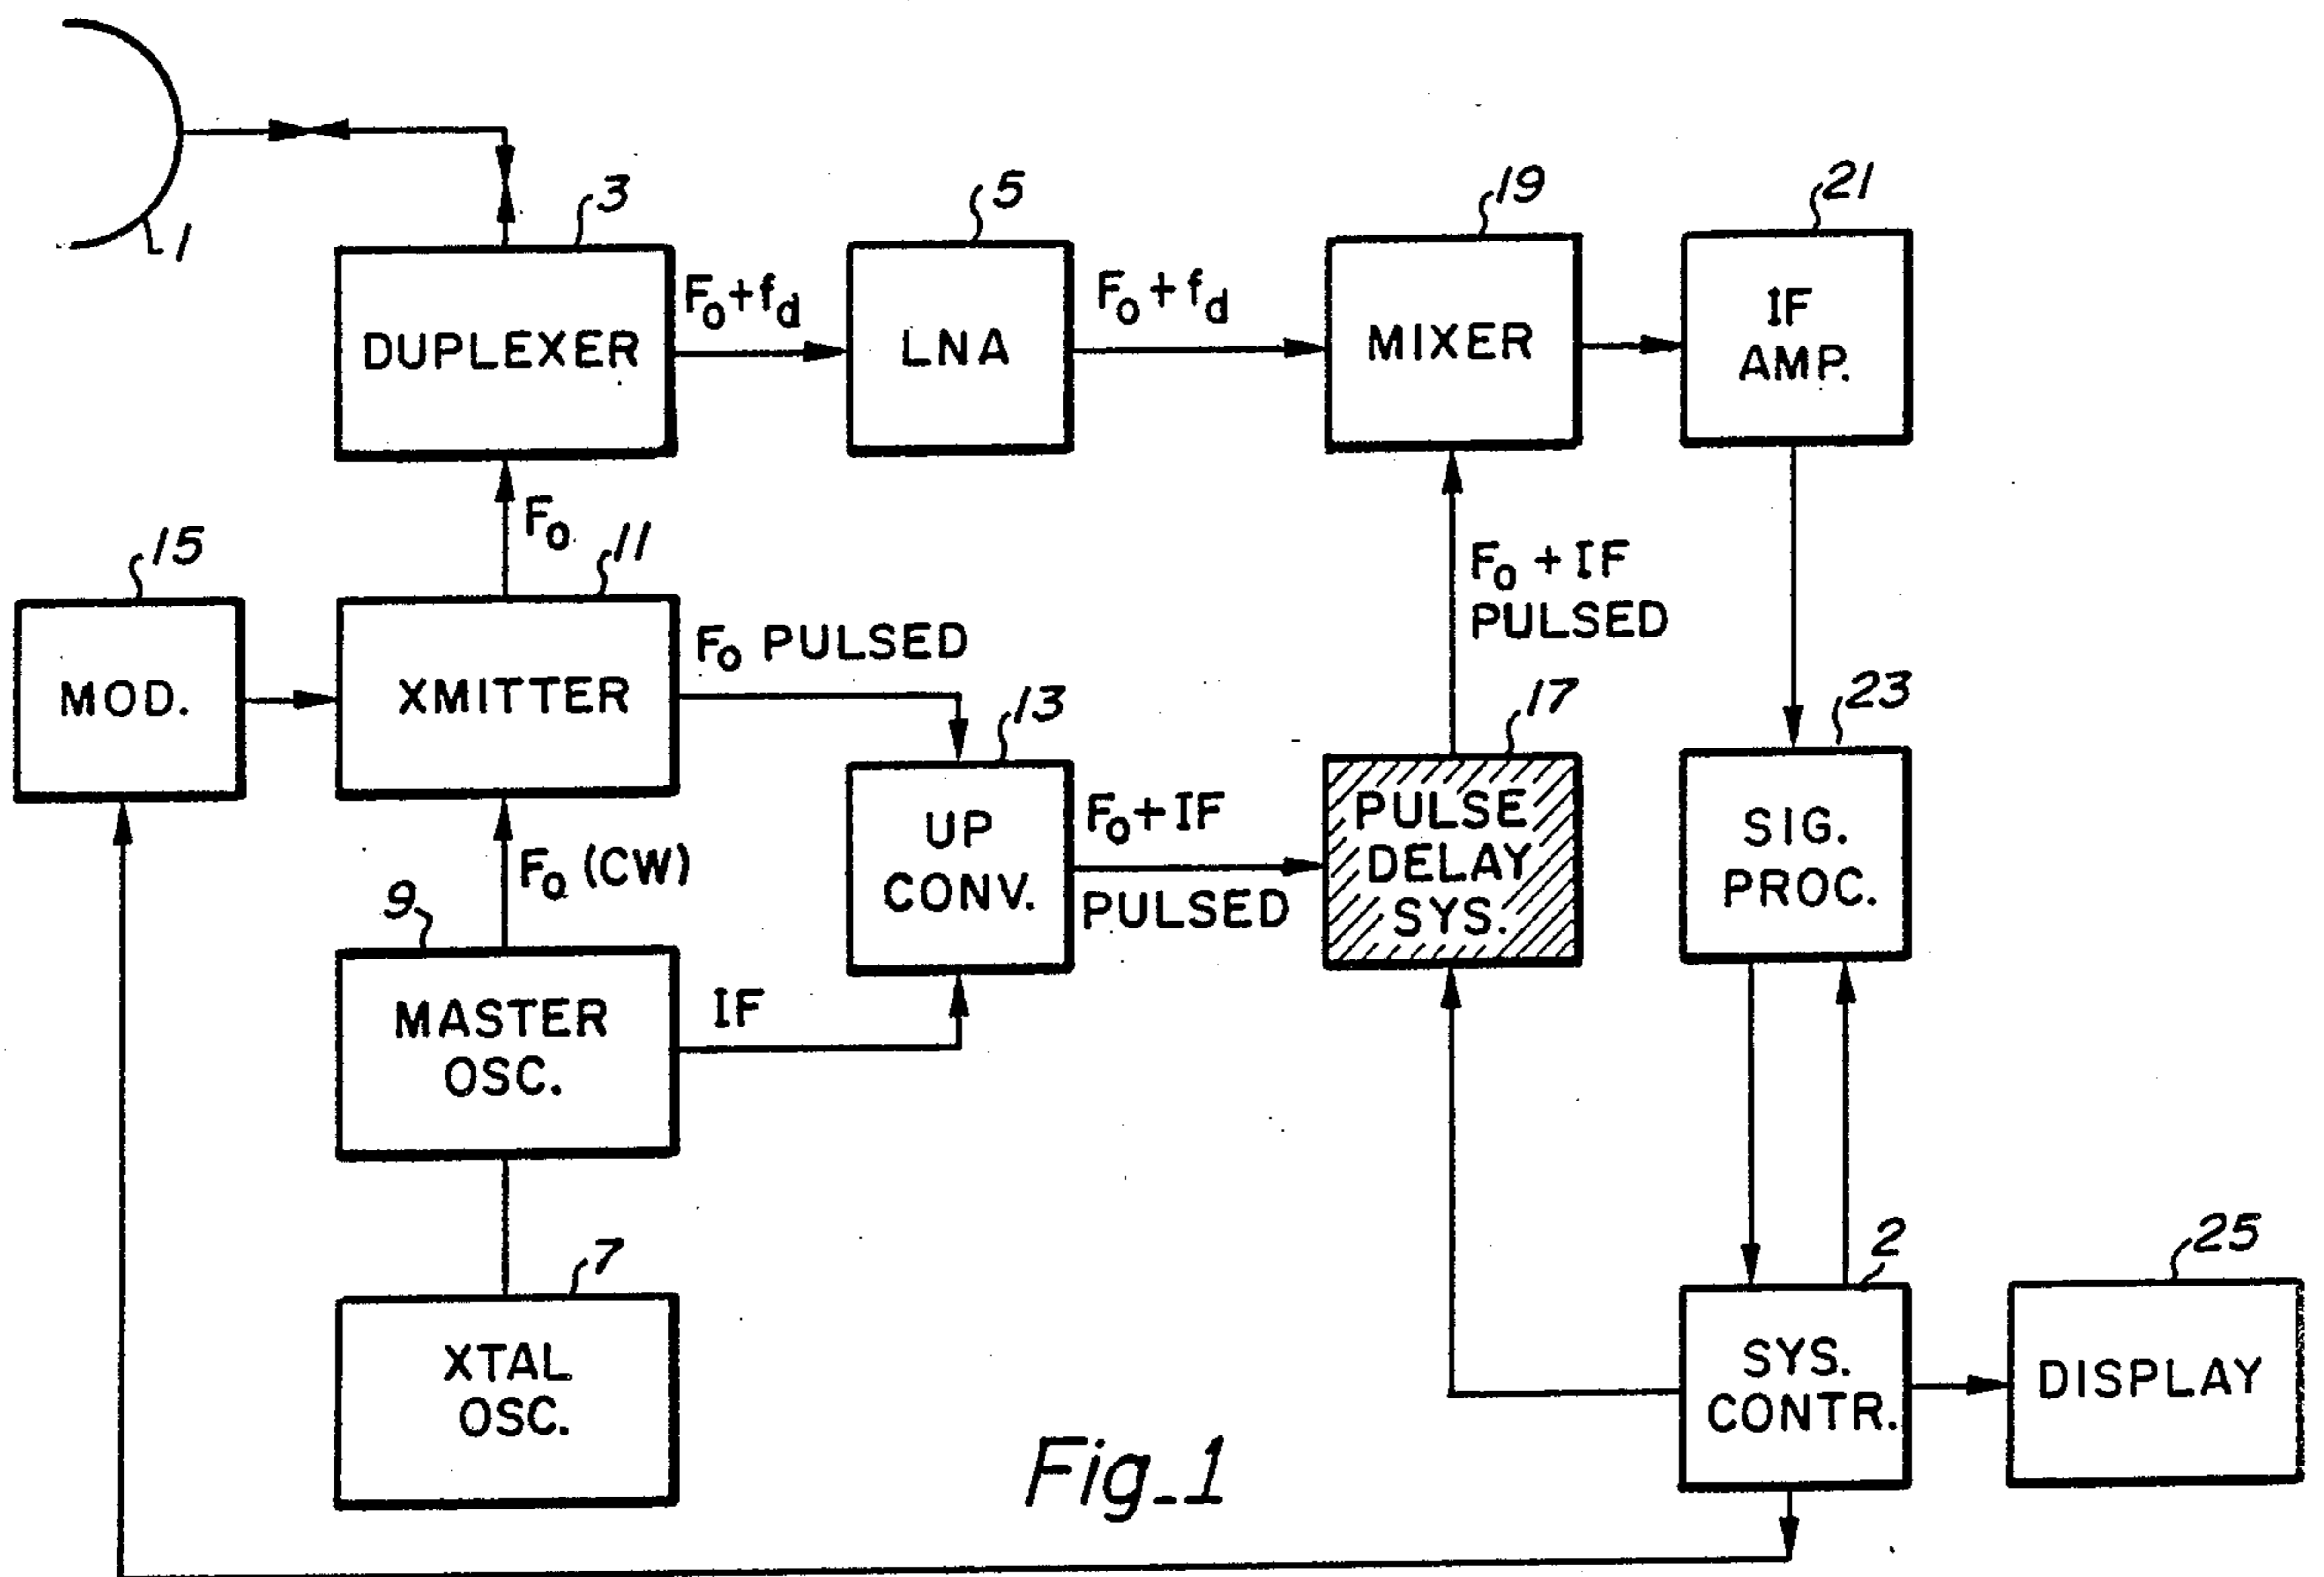 1
3
DUPLEXER
F₀+f_d
5
LNA
F₀+f_d
19
MIXER
21
IF
AMP.
F₀
15
MOD.
11
XMITTER
F₀ PULSED
F₀+IF
PULSED
13
UP
CONV.
F₀+IF
PULSED
17
PULSE
DELAY
SYS.
23
SIG.
PROC.
F₀ (CW)
9
MASTER
OSC.
IF
7
XTAL
OSC.
2
SYS.
CONTR.
25
DISPLAY
Fig_1